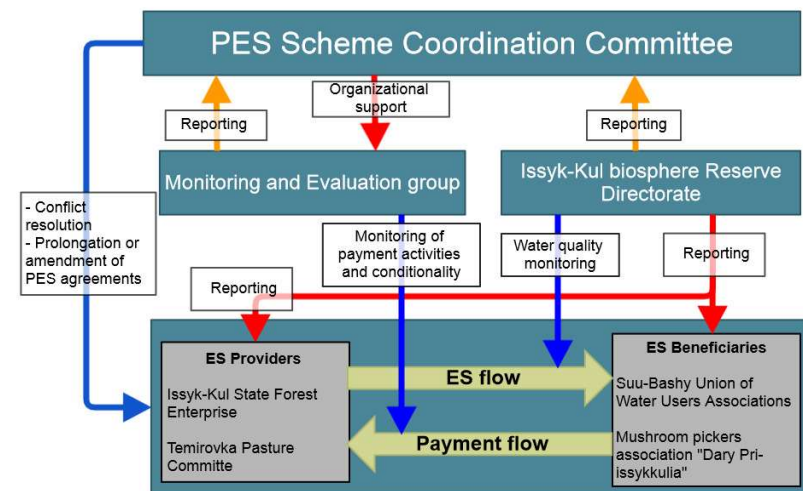 PES Scheme Coordination Committee
Reporting
Organizational
support
Reporting
Monitoring and Evaluation group
Issyk-Kul biosphere Reserve
Directorate
- Conflict
resolution
- Prolongation or
amendment of
PES agreements
Monitoring of
payment activities
and conditionality
Water quality
monitoring
Reporting
Reporting
ES Providers
Issyk-Kul State Forest
Enterprise
Temirovka Pasture
Committe
ES flow
Payment flow
ES Beneficiaries
Suu-Bashy Union of
Water Users Associations
Mushroom pickers
association "Dary Pri-
issykkulia"